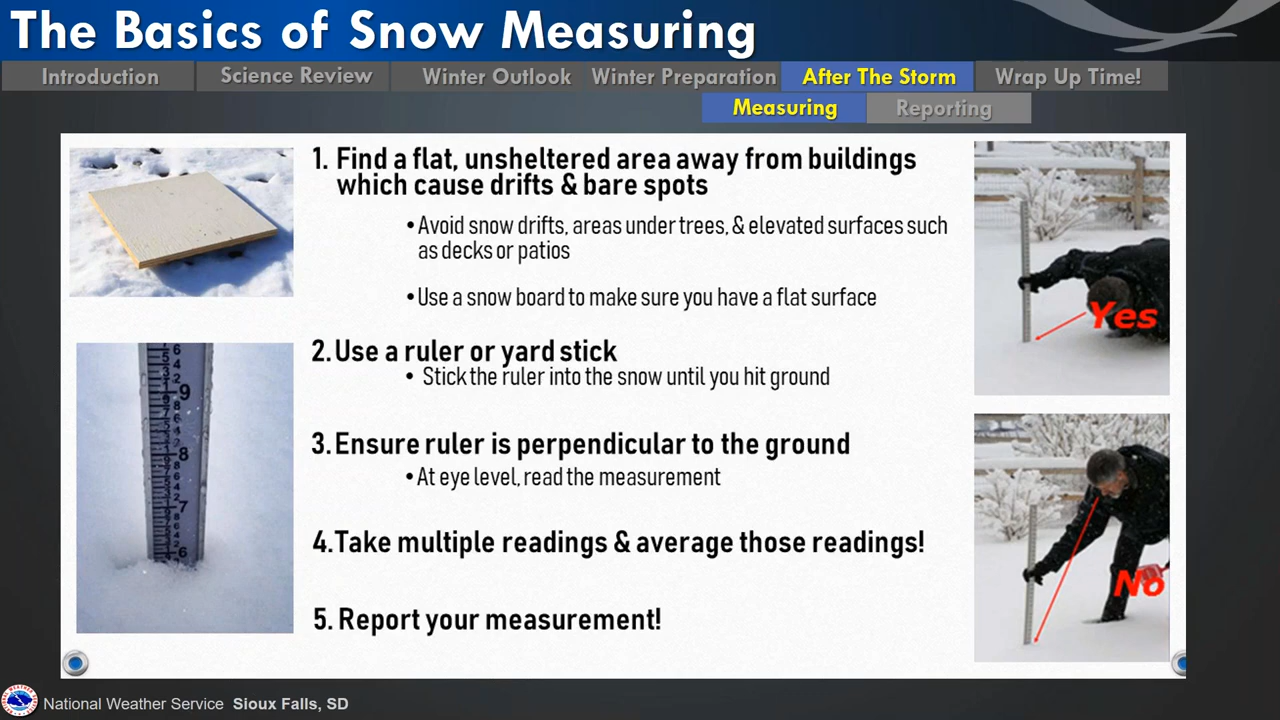 The Basics of Snow Measuring
Introduction
Science Review
Winter Outlook
Winter Preparation
After The Storm
Wrap Up Time!
Measuring
Reporting
1. Find a flat, unsheltered area away from buildings
which cause drifts & bare spots
• Avoid snow drifts, areas under trees, & elevated surfaces such
as decks or patios
• Use a snow board to make sure you have a flat surface
2. Use a ruler or yard stick
• Stick the ruler into the snow until you hit ground
3. Ensure ruler is perpendicular to the ground
• At eye level, read the measurement
4. Take multiple readings & average those readings!
5. Report your measurement!
9
8
7
6
Yes
No
National Weather Service Sioux Falls, SD